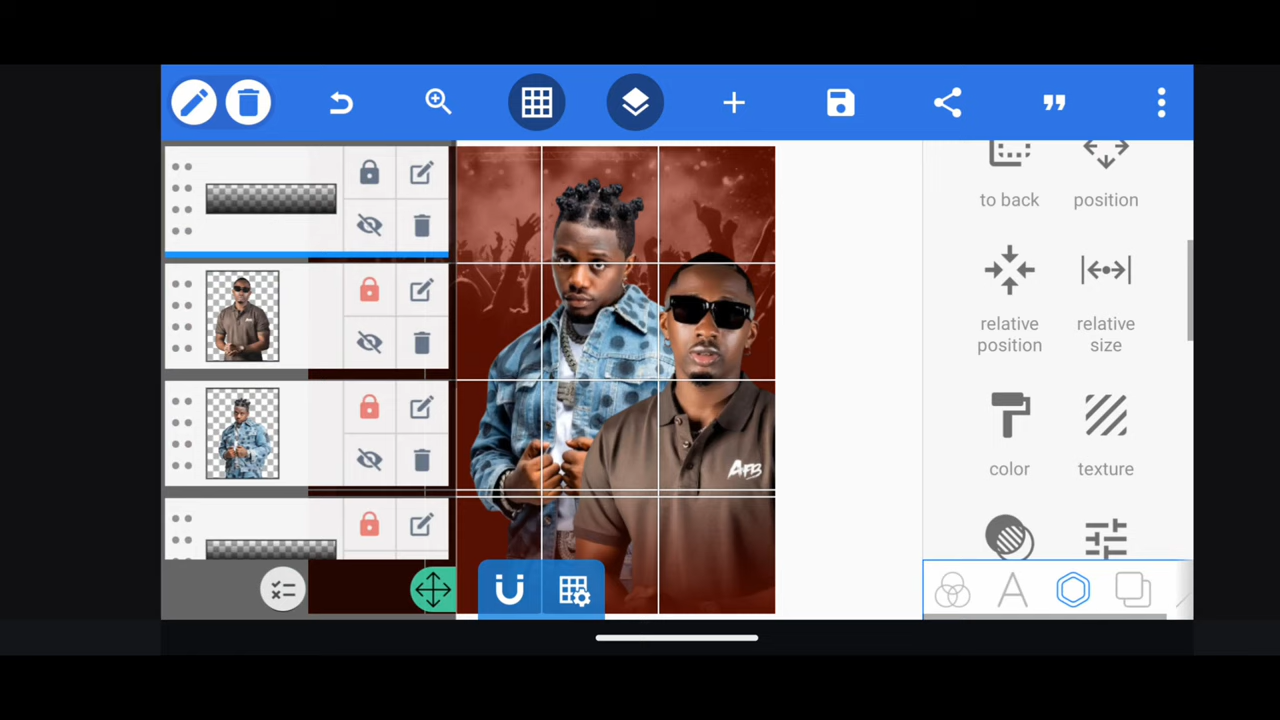 to back
position
relative
position
relative
size
color
texture
AFB